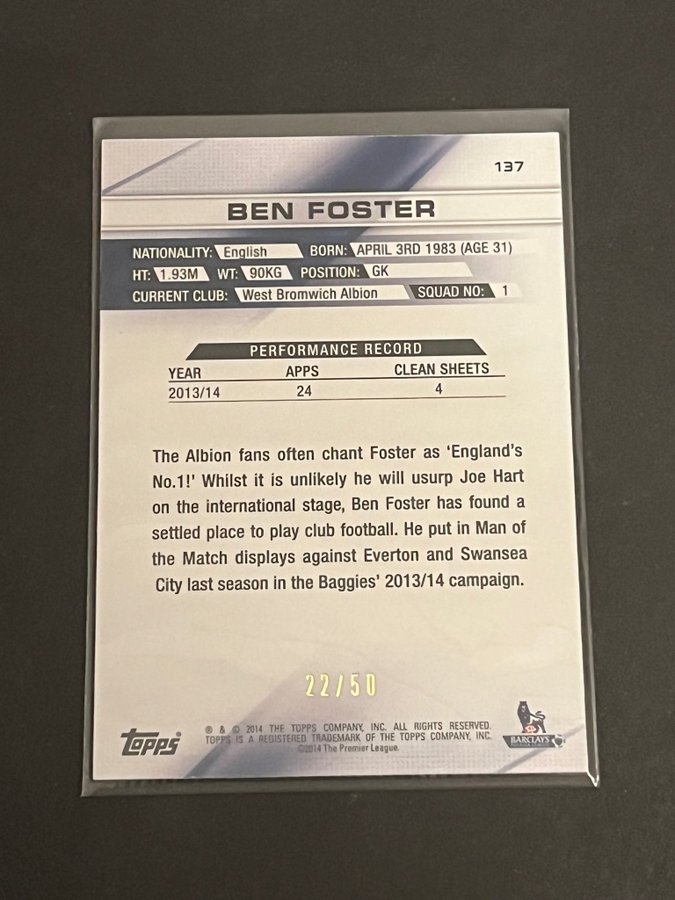 137
BEN FOSTER
NATIONALITY: English BORN: APRIL 3RD 1983 (AGE 31)
HT: 1.93M WT: 90KG POSITION: GK
CURRENT CLUB: West Bromwich Albion SQUAD NO: 1
PERFORMANCE RECORD
YEAR APPS CLEAN SHEETS
2013/14 24 4
The Albion fans often chant Foster as ‘England’s
No.1!’ Whilst it is unlikely he will usurp Joe Hart
on the international stage, Ben Foster has found a
settled place to play club football. He put in Man of
the Match displays against Everton and Swansea
City last season in the Baggies’ 2013/14 campaign.
22/50
Topps
® & © 2014 THE TOPPS COMPANY, INC. ALL RIGHTS RESERVED.
TOPPS IS A REGISTERED TRADEMARK OF THE TOPPS COMPANY, INC.
©2014 The Premier League.
BARCLAYS